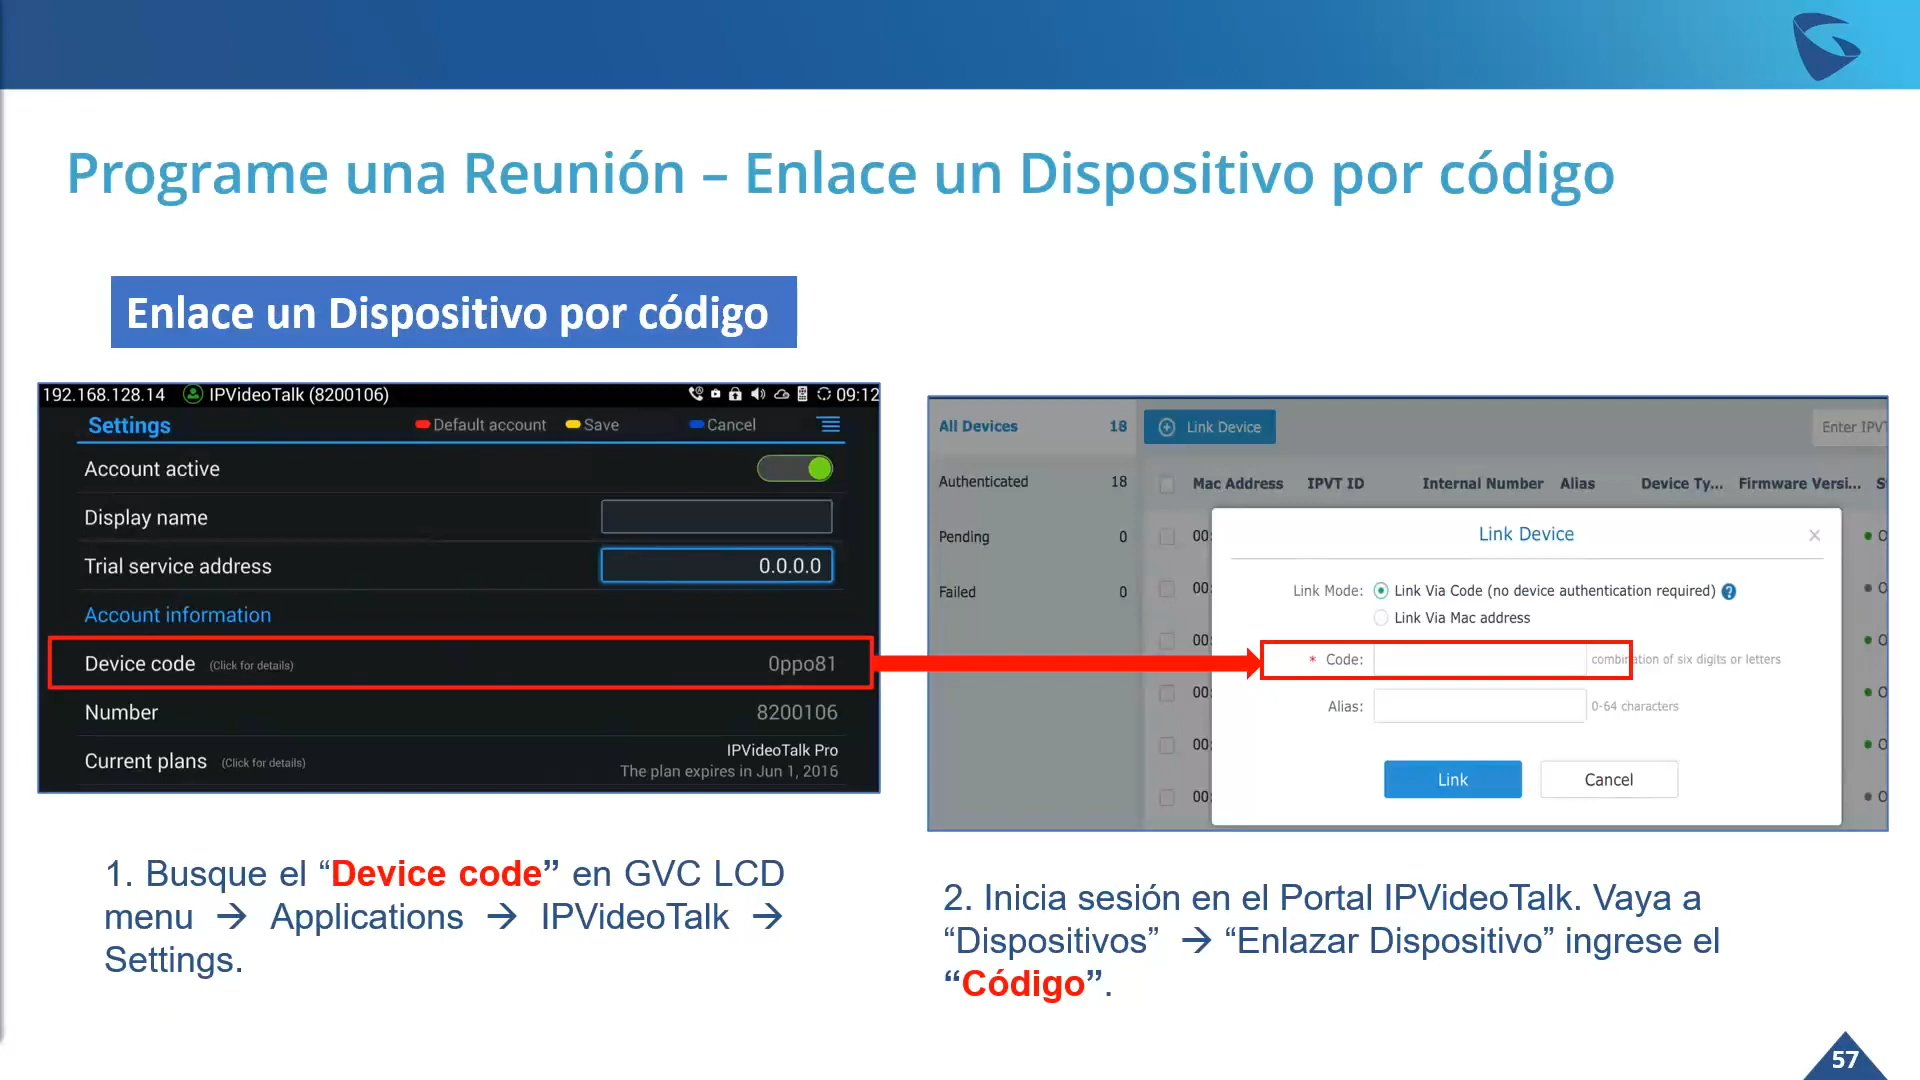 Programe una Reunión – Enlace un Dispositivo por código
Enlace un Dispositivo por código
192.168.128.14 IPVideoTalk (8200106) 09:12
Settings Default account Save Cancel
Account active
Display name
Trial service address 0.0.0.0
Account information
Device code (Click for details) 0ppo81
Number 8200106
Current plans (Click for details) IPVideoTalk Pro
The plan expires in Jun 1, 2016
All Devices 18 Link Device Enter IPVT
Authenticated 18 Mac Address IPVT ID Internal Number Alias Device Ty... Firmware Versi... S
Pending 0 00:
Failed 0 00:
00:
00:
00:
00:
Link Device
Link Mode: Link Via Code (no device authentication required) ?
Link Via Mac address
* Code: combination of six digits or letters
Alias: 0-64 characters
Link Cancel
1. Busque el “Device code” en GVC LCD
menu → Applications → IPVideoTalk →
Settings.
2. Inicia sesión en el Portal IPVideoTalk. Vaya a
“Dispositivos” → “Enlazar Dispositivo” ingrese el
“Código”.
57